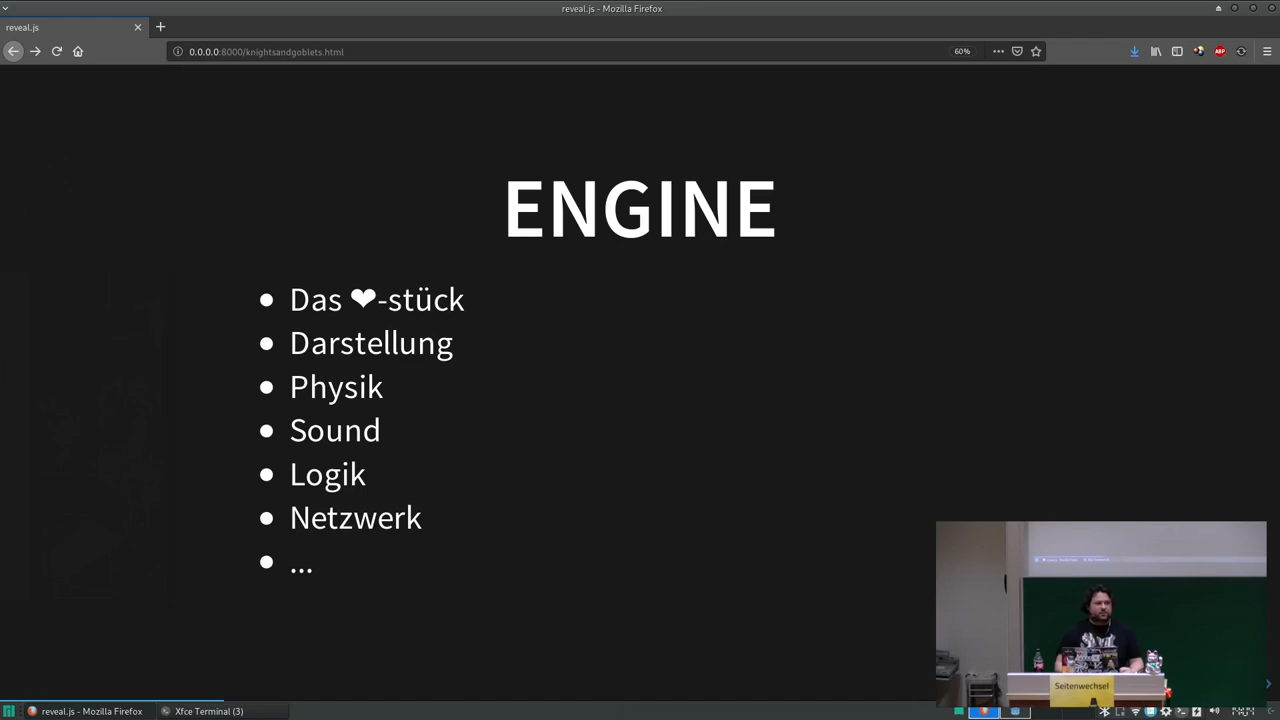 reveal.js - Mozilla Firefox
reveal.js
0.0.0.0:8000/knightsandgoblets.html
60%
ABP
ENGINE
Das ❤-stück
Darstellung
Physik
Sound
Logik
Netzwerk
...
Seitenwechsel
reveal.js - Mozilla Firefox
Xfce Terminal (3)